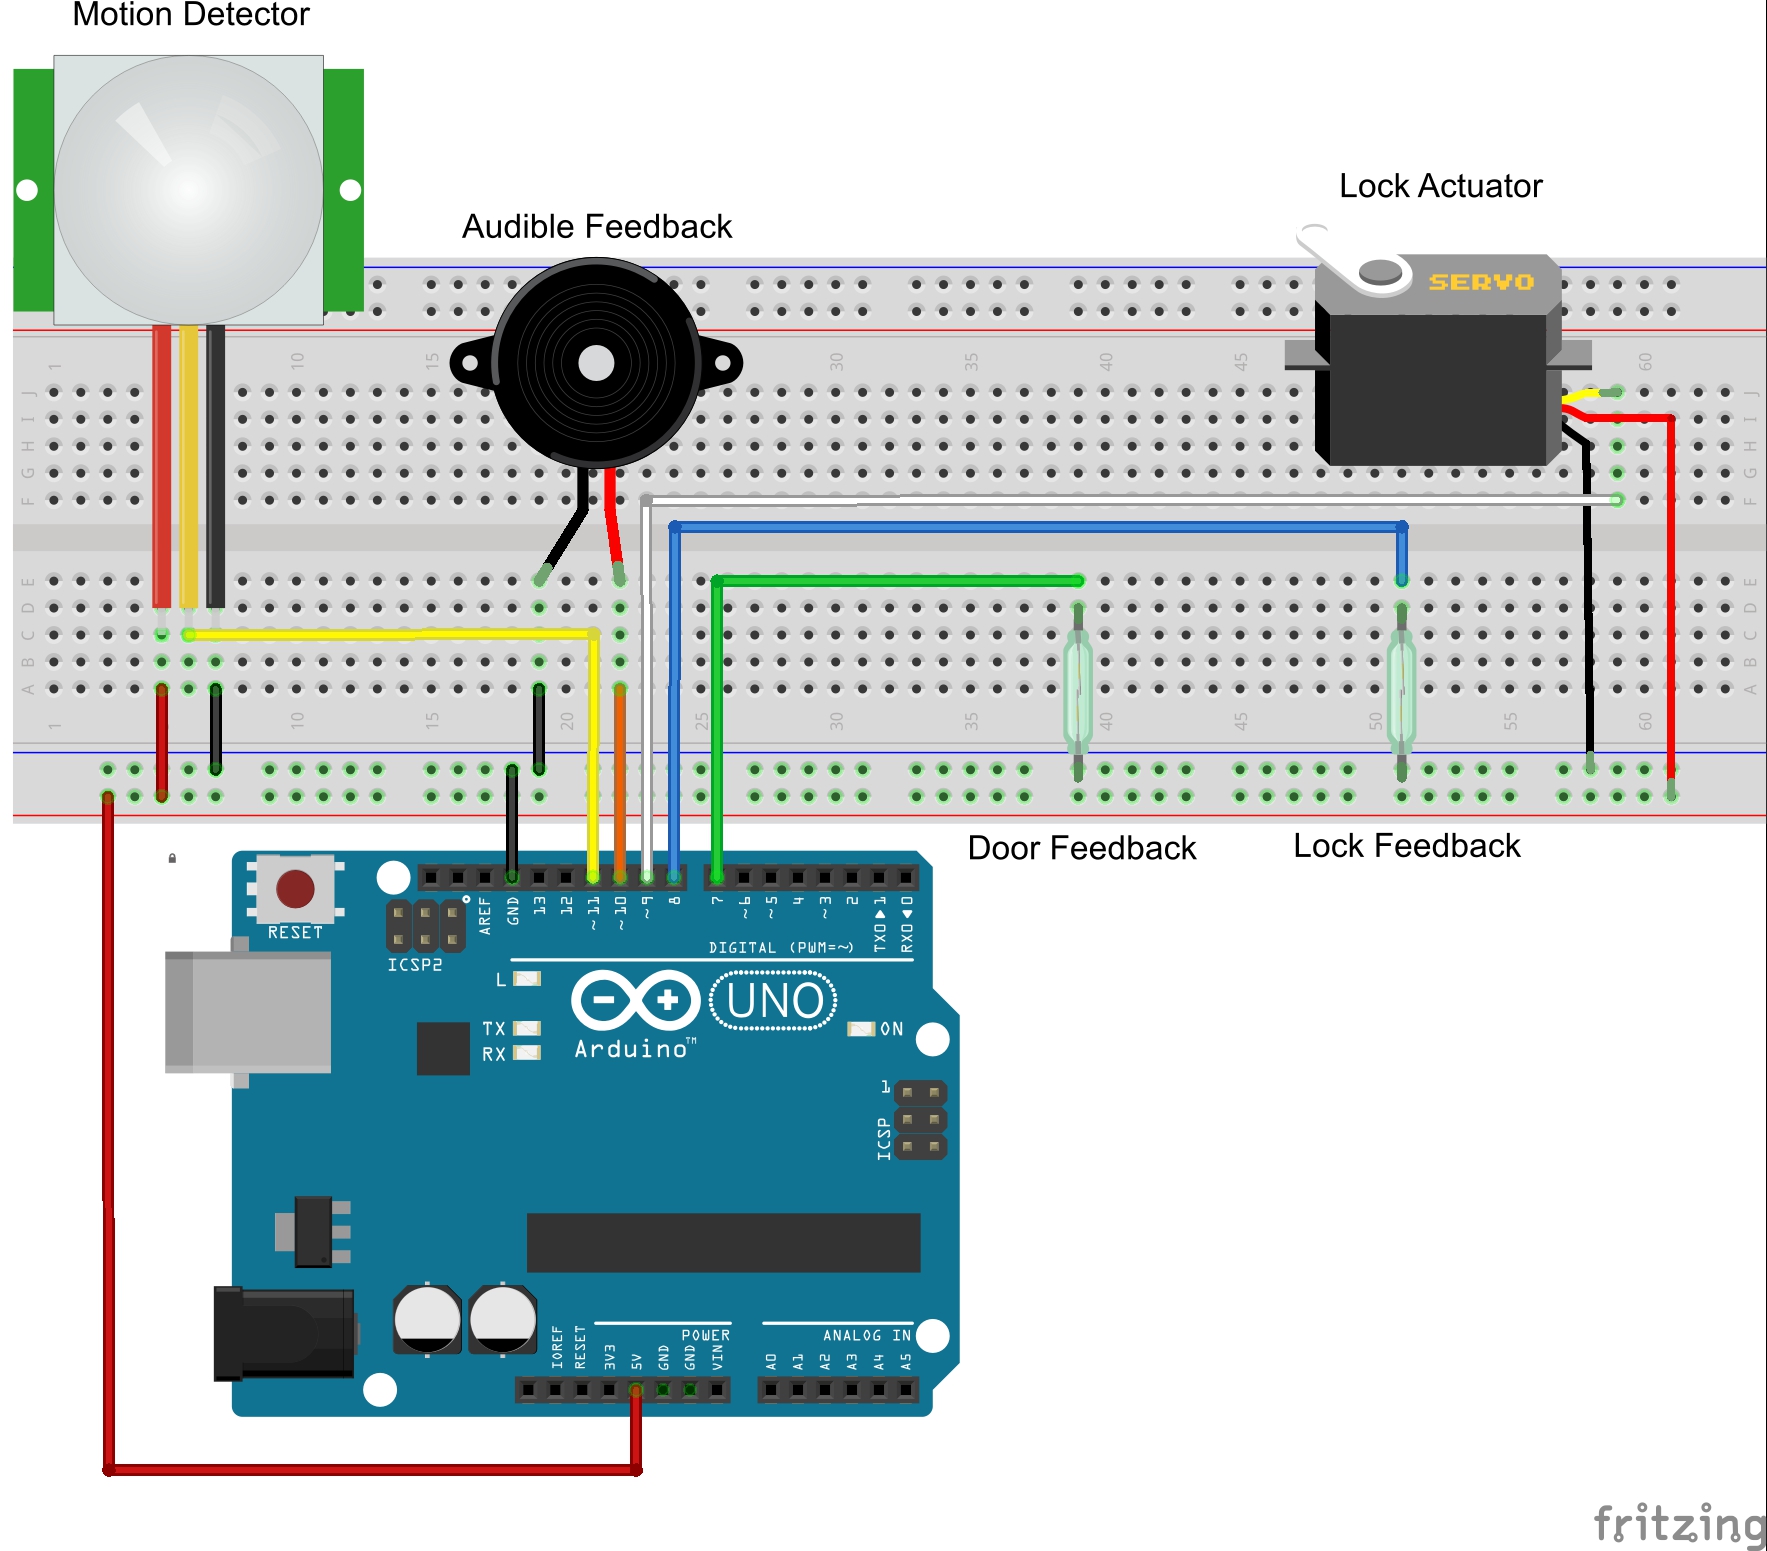 Motion Detector
Lock Actuator
Audible Feedback
SERVO
1 10 15 30 35 40 45 60
J J
I I
H H
G G
F F
E E
D D
C C
B B
A A
1 10 15 20 25 30 35 40 45 50 55 60
Door Feedback
Lock Feedback
RESET
ICSP2
AREF GND 13 12 ~11 ~10 ~9 8 7 ~6 ~5 4 ~3 2 TX0▶1 RX0◀0
DIGITAL (PWM=~)
L
TX
RX
UNO
Arduino™
ON
1
ICSP
POWER
ANALOG IN
IOREF RESET 3V3 5V GND GND VIN A0 A1 A2 A3 A4 A5
fritzing